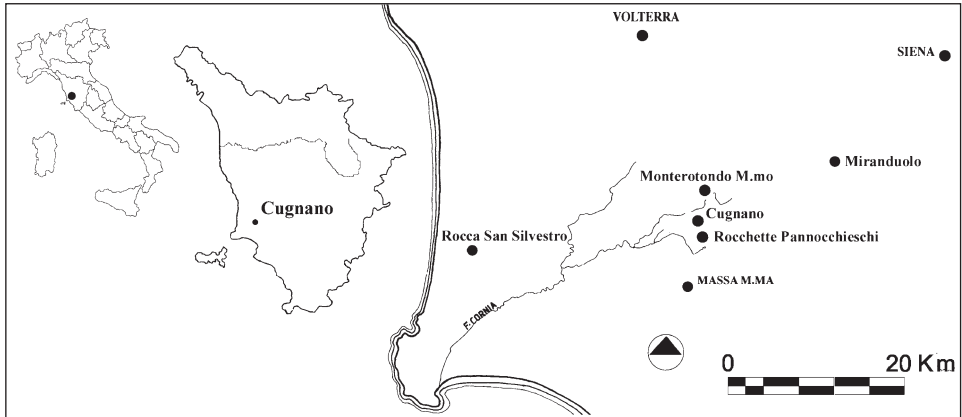 VOLTERRA
SIENA
Miranduolo
Monterotondo M.mo
Cugnano
Cugnano
Rocca San Silvestro
Rocchette Pannocchieschi
MASSA M.MA
F. CORNIA
0 20 Km